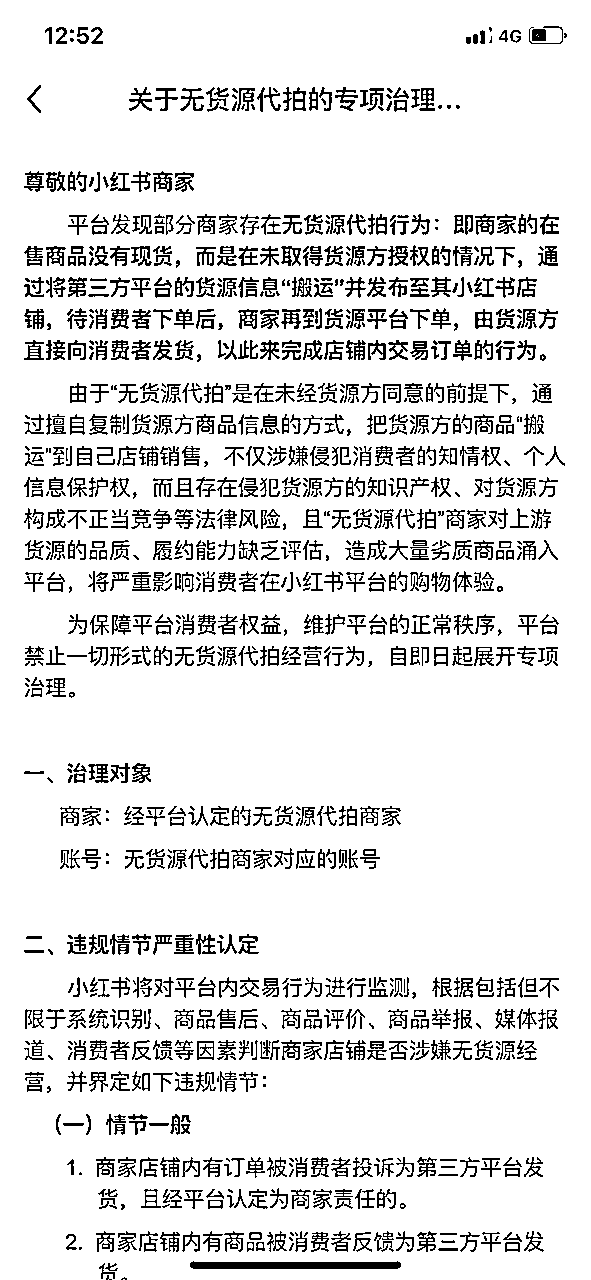 12:52
4G
关于无货源代拍的专项治理...
尊敬的小红书商家
平台发现部分商家存在无货源代拍行为：即商家的在
售商品没有现货，而是在未取得货源方授权的情况下，通
过将第三方平台的货源信息“搬运”并发布至其小红书店
铺，待消费者下单后，商家再到货源平台下单，由货源方
直接向消费者发货，以此来完成店铺内交易订单的行为。
由于“无货源代拍”是在未经货源方同意的前提下，通
过擅自复制货源方商品信息的方式，把货源方的商品“搬
运”到自己店铺销售，不仅涉嫌侵犯消费者的知情权、个人
信息保护权，而且存在侵犯货源方的知识产权、对货源方
构成不正当竞争等法律风险，且“无货源代拍”商家对上游
货源的品质、履约能力缺乏评估，造成大量劣质商品涌入
平台，将严重影响消费者在小红书平台的购物体验。
为保障平台消费者权益，维护平台的正常秩序，平台
禁止一切形式的无货源代拍经营行为，自即日起展开专项
治理。
一、治理对象
商家：经平台认定的无货源代拍商家
账号：无货源代拍商家对应的账号
二、违规情节严重性认定
小红书将对平台内交易行为进行监测，根据包括但不
限于系统识别、商品售后、商品评价、商品举报、媒体报
道、消费者反馈等因素判断商家店铺是否涉嫌无货源经
营，并界定如下违规情节：
（一）情节一般
1. 商家店铺内有订单被消费者投诉为第三方平台发
货，且经平台认定为商家责任的。
2. 商家店铺内有商品被消费者反馈为第三方平台发
货。